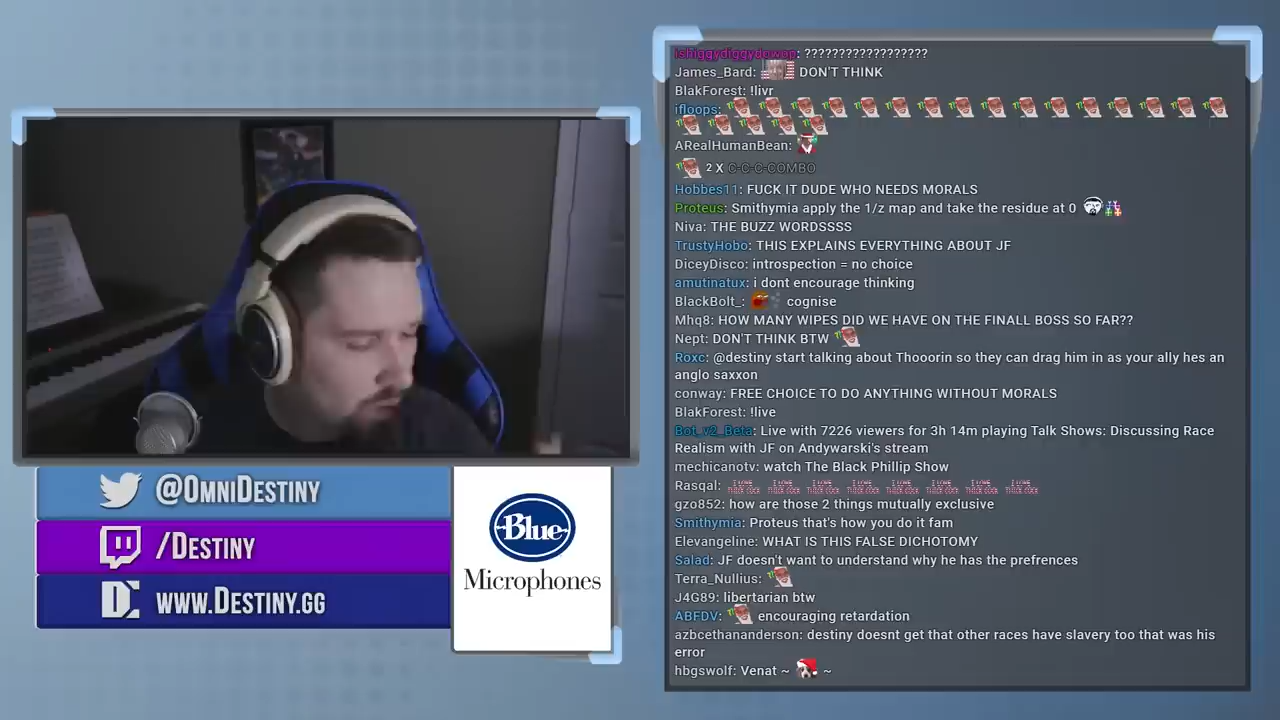 ishiggydiggydowop: ??????????????????
James_Bard: DON'T THINK
BlakForest: !livr
ifloops:
ARealHumanBean:
2 X C-C-C-COMBO
Hobbes11: FUCK IT DUDE WHO NEEDS MORALS
Proteus: Smithymia apply the 1/z map and take the residue at 0
Niva: THE BUZZ WORDSSSS
TrustyHobo: THIS EXPLAINS EVERYTHING ABOUT JF
DiceyDisco: introspection = no choice
amutinatux: i dont encourage thinking
BlackBolt_: cognise
Mhq8: HOW MANY WIPES DID WE HAVE ON THE FINALL BOSS SO FAR??
Nept: DON'T THINK BTW
Roxc: @destiny start talking about Thooorin so they can drag him in as your ally hes an
anglo saxxon
conway: FREE CHOICE TO DO ANYTHING WITHOUT MORALS
BlakForest: !live
Bot_v2_Beta: Live with 7226 viewers for 3h 14m playing Talk Shows: Discussing Race
Realism with JF on Andywarski's stream
mechicanotv: watch The Black Phillip Show
Rasqal:
gzo852: how are those 2 things mutually exclusive
Smithymia: Proteus that's how you do it fam
Elevangeline: WHAT IS THIS FALSE DICHOTOMY
Salad: JF doesn't want to understand why he has the prefrences
Terra_Nullius:
J4G89: libertarian btw
ABFDV: encouraging retardation
azbcethananderson: destiny doesnt get that other races have slavery too that was his
error
hbgswolf: Venat ~ ~
@OmniDestiny
/Destiny
www.Destiny.gg
Blue
Microphones